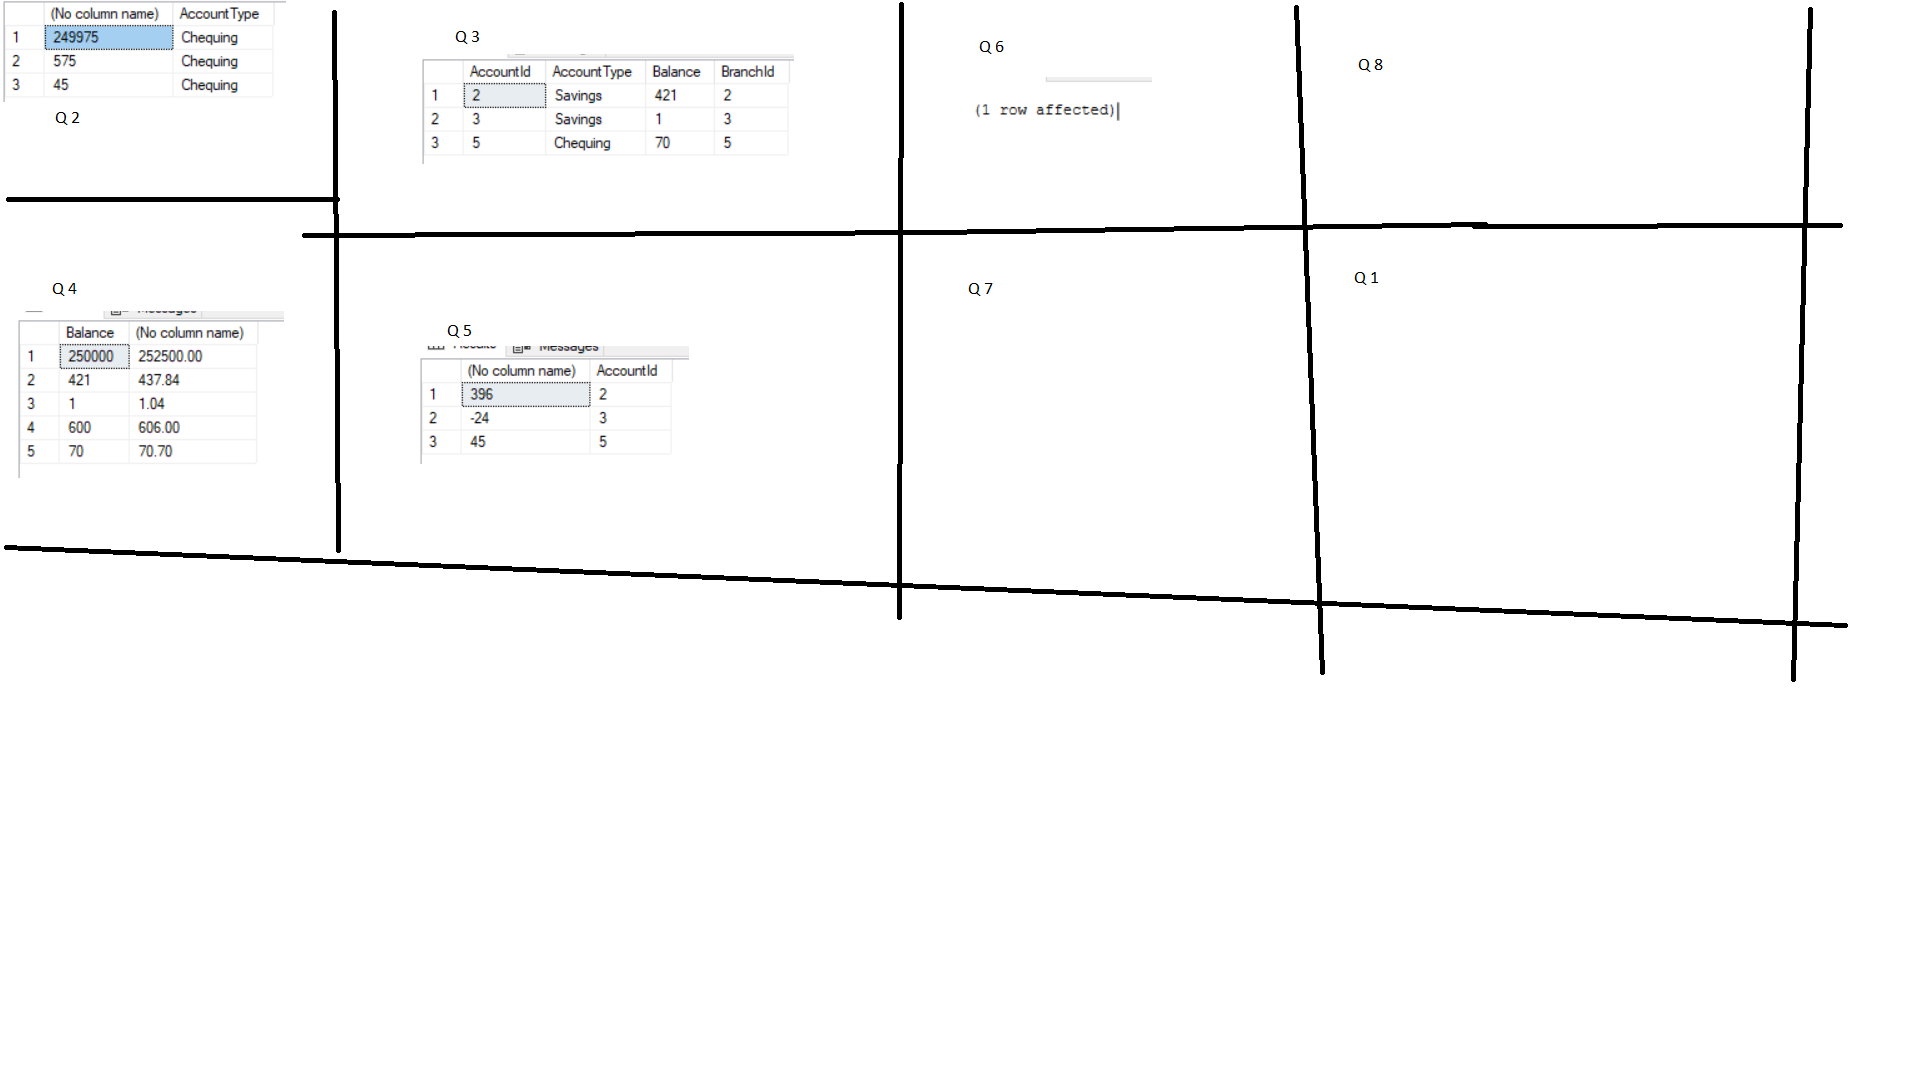 (No column name) AccountType
1 249975 Chequing
2 575 Chequing
3 45 Chequing
Q 2
Q 3
AccountId AccountType Balance BranchId
1 2 Savings 421 2
2 3 Savings 1 3
3 5 Chequing 70 5
Q 6
(1 row affected)
Q 8
Q 4
Messages
Balance (No column name)
1 250000 252500.00
2 421 437.84
3 1 1.04
4 600 606.00
5 70 70.70
Q 5
Results Messages
(No column name) AccountId
1 396 2
2 -24 3
3 45 5
Q 7
Q 1